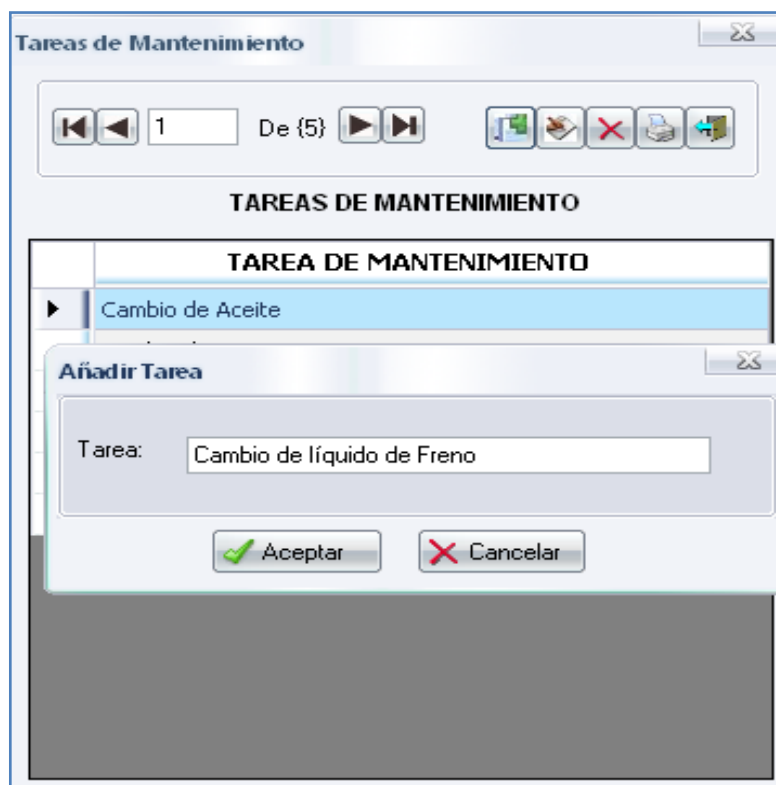 Tareas de Mantenimiento
1 De {5}
TAREAS DE MANTENIMIENTO
TAREA DE MANTENIMIENTO
Cambio de Aceite
Añadir Tarea
Tarea: Cambio de líquido de Freno
Aceptar Cancelar